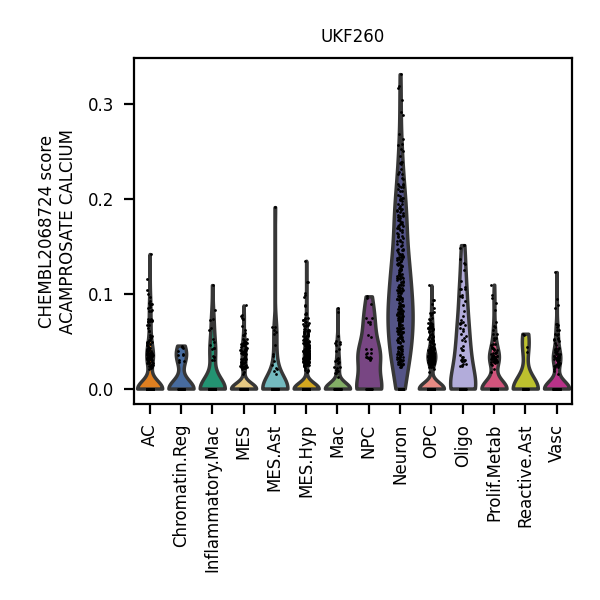 UKF260
CHEMBL2068724 score
ACAMPROSATE CALCIUM
0.3
0.2
0.1
0.0
AC
Chromatin.Reg
Inflammatory.Mac
MES
MES.Ast
MES.Hyp
Mac
NPC
Neuron
OPC
Oligo
Prolif.Metab
Reactive.Ast
Vasc